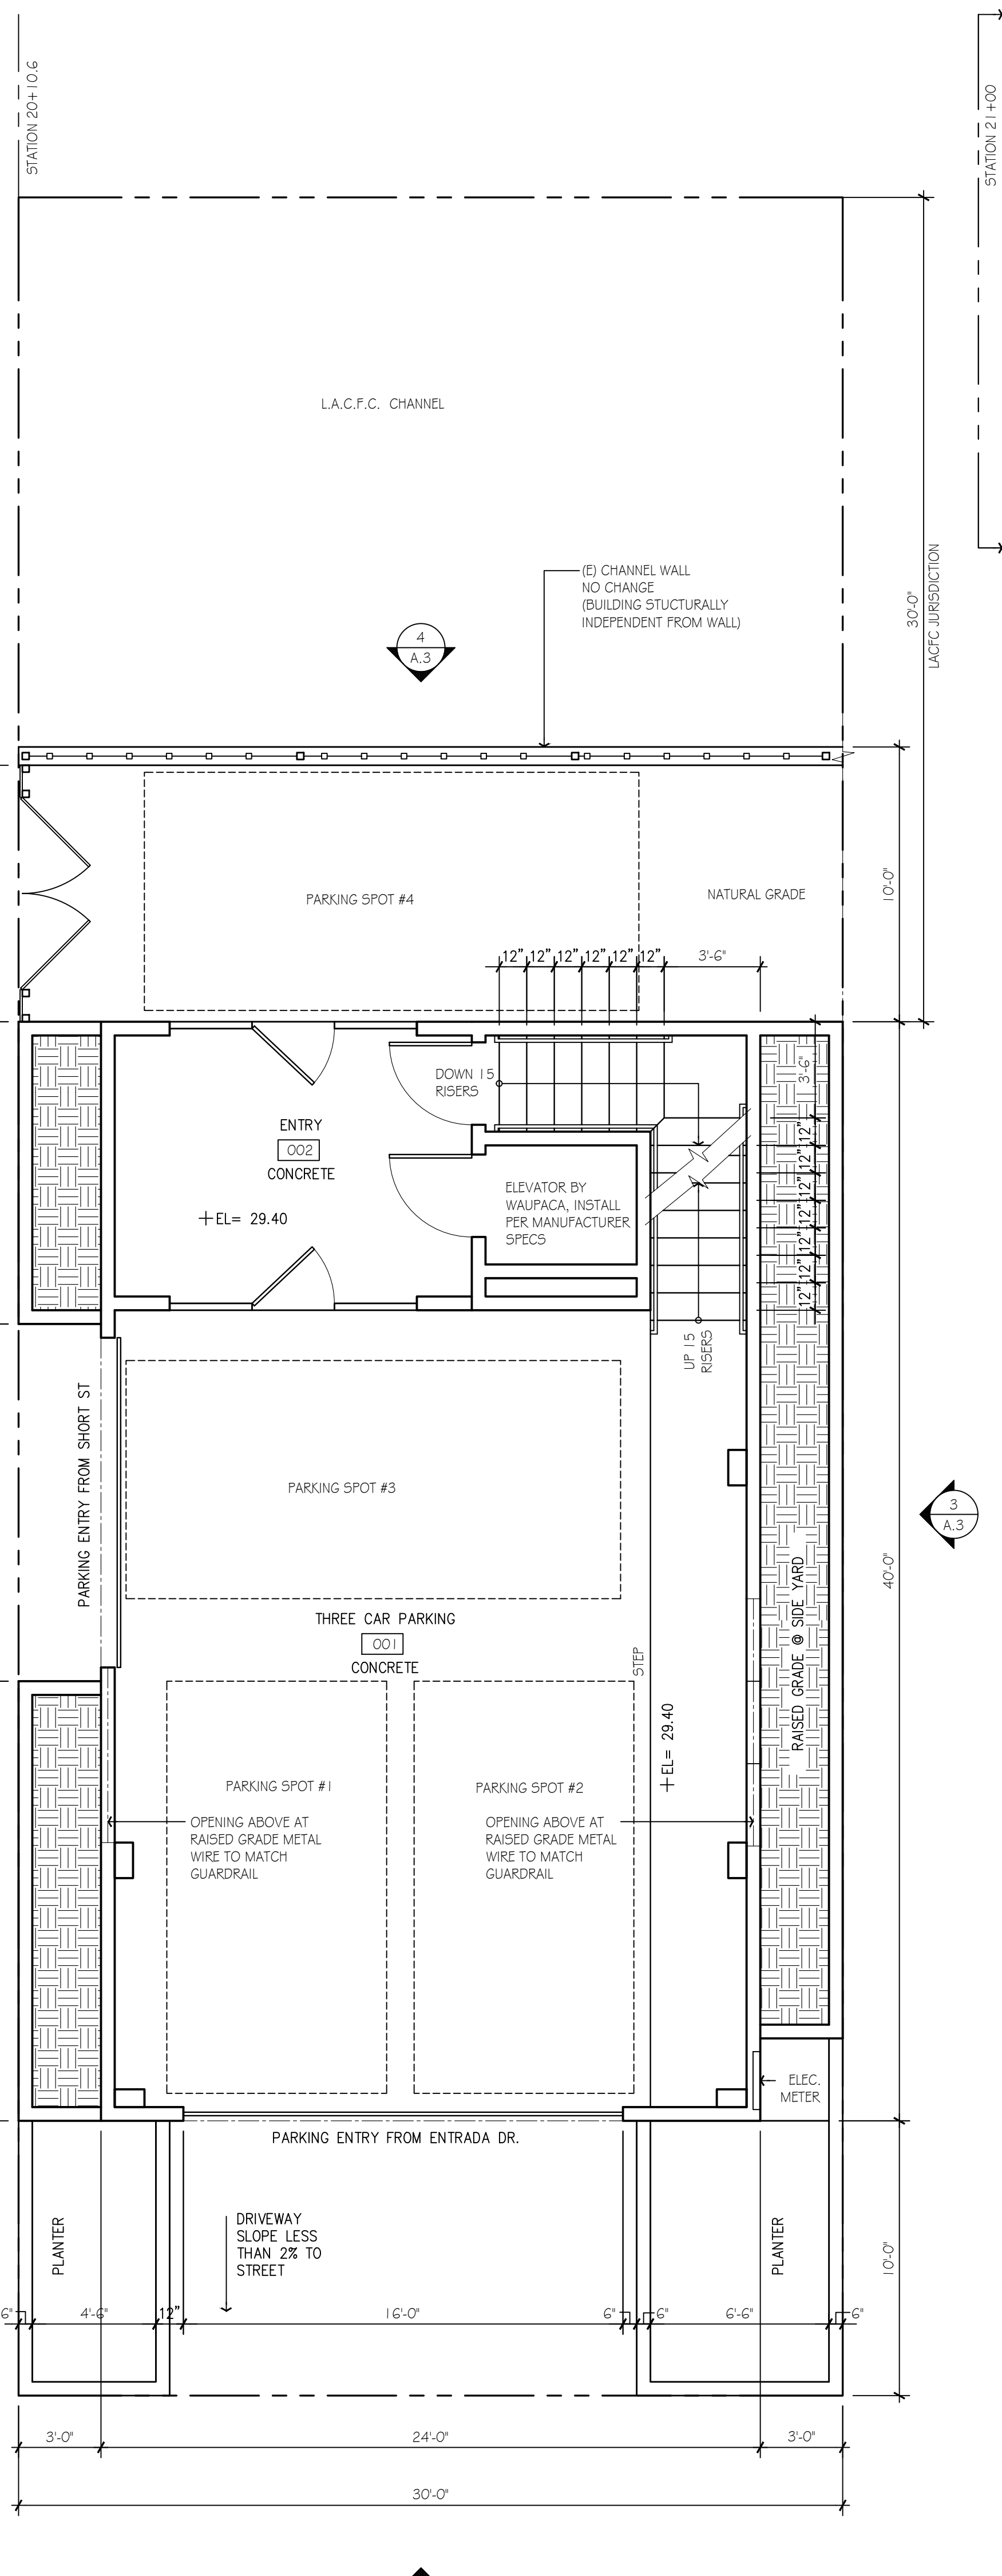 STATION 20+10.6
STATION 21+00
L.A.C.F.C. CHANNEL
(E) CHANNEL WALL
NO CHANGE
(BUILDING STUCTURALLY
INDEPENDENT FROM WALL)
30'-0"
LACFC JURISDICTION
4
A.3
PARKING SPOT #4
NATURAL GRADE
10'-0"
12" 12" 12" 12" 12" 12" 3'-6"
DOWN 15
RISERS
3'-6"
12" 12" 12" 12" 12" 12" 12"
ENTRY
002
CONCRETE
EL= 29.40
ELEVATOR BY
WAUPACA, INSTALL
PER MANUFACTURER
SPECS
UP 15
RISERS
PARKING ENTRY FROM SHORT ST
PARKING SPOT #3
3
A.3
40'-0"
RAISED GRADE @ SIDE YARD
THREE CAR PARKING
001
CONCRETE
STEP
EL= 29.40
PARKING SPOT #1
PARKING SPOT #2
OPENING ABOVE AT
RAISED GRADE METAL
WIRE TO MATCH
GUARDRAIL
OPENING ABOVE AT
RAISED GRADE METAL
WIRE TO MATCH
GUARDRAIL
ELEC.
METER
PARKING ENTRY FROM ENTRADA DR.
PLANTER
DRIVEWAY
SLOPE LESS
THAN 2% TO
STREET
PLANTER
10'-0"
6" 4'-6" 12" 16'-0" 6" 6" 6'-6" 6"
3'-0" 24'-0" 3'-0"
30'-0"